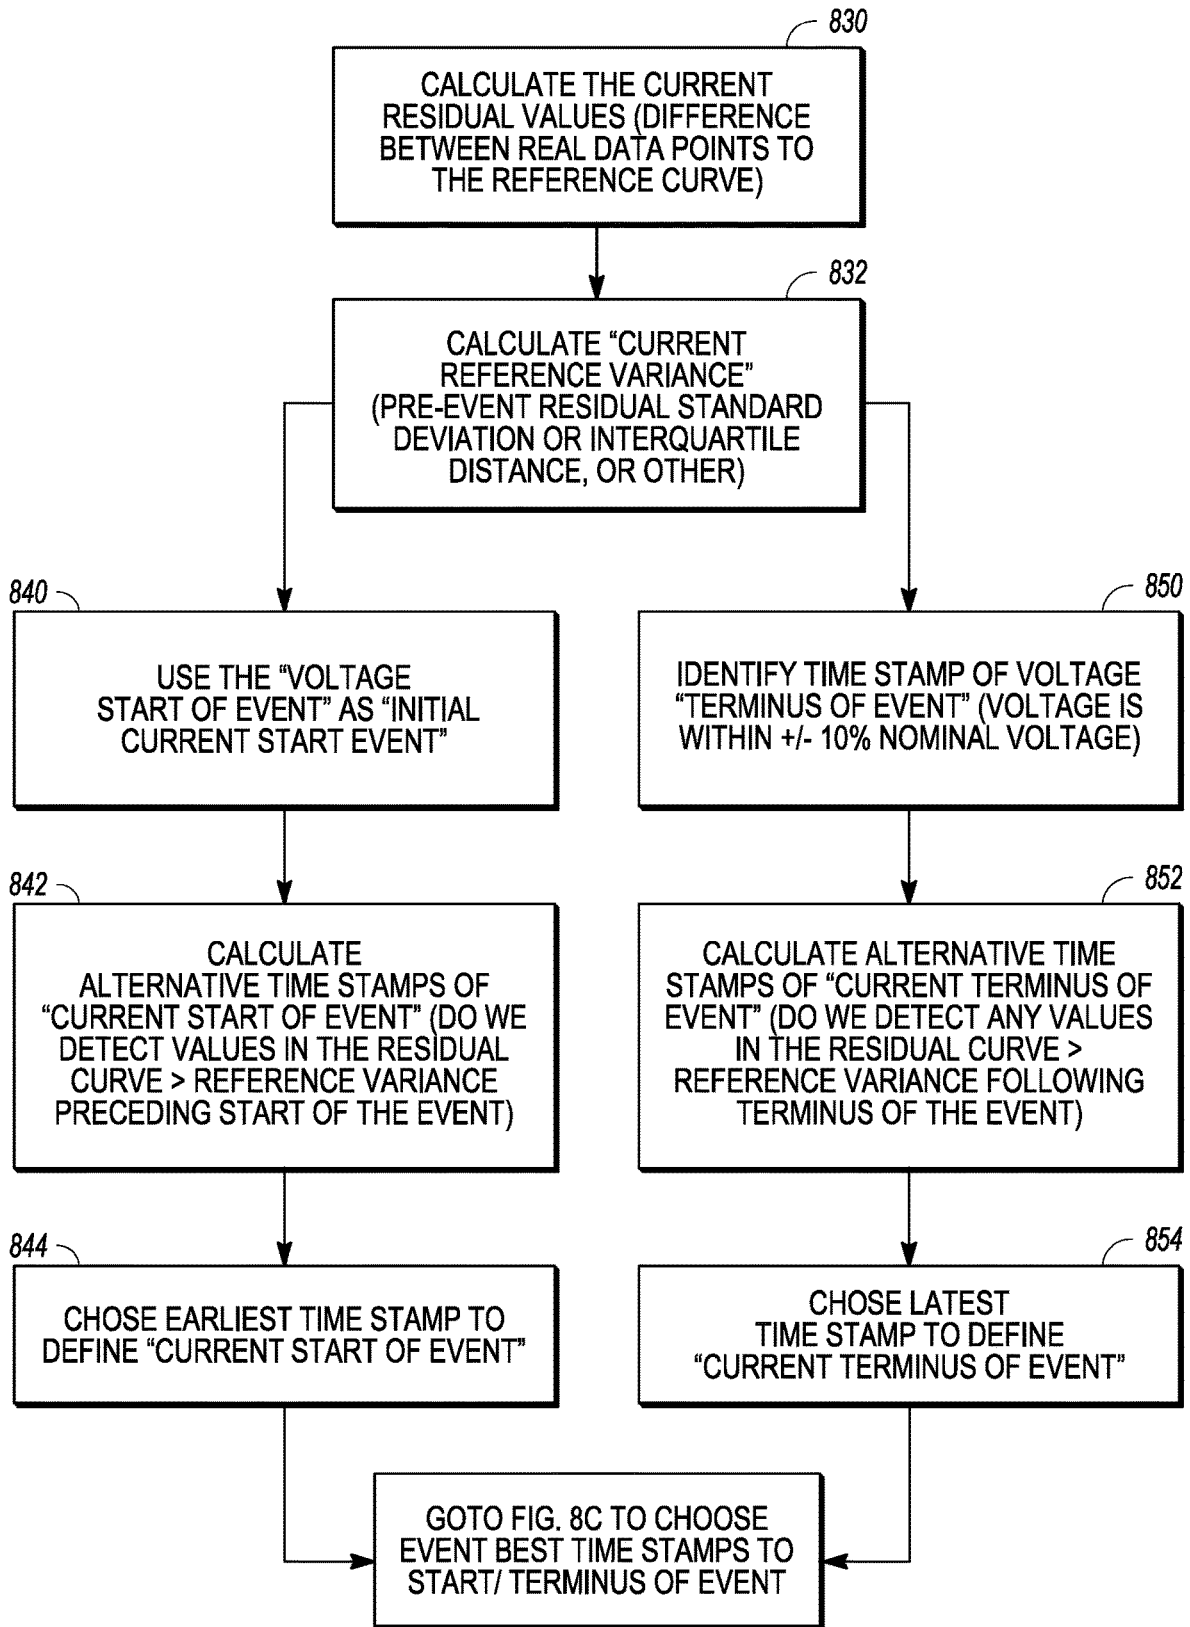 830
CALCULATE THE CURRENT
RESIDUAL VALUES (DIFFERENCE
BETWEEN REAL DATA POINTS TO
THE REFERENCE CURVE)
832
CALCULATE “CURRENT
REFERENCE VARIANCE”
(PRE-EVENT RESIDUAL STANDARD
DEVIATION OR INTERQUARTILE
DISTANCE, OR OTHER)
840
USE THE “VOLTAGE
START OF EVENT” AS “INITIAL
CURRENT START EVENT”
842
CALCULATE
ALTERNATIVE TIME STAMPS OF
“CURRENT START OF EVENT” (DO WE
DETECT VALUES IN THE RESIDUAL
CURVE > REFERENCE VARIANCE
PRECEDING START OF THE EVENT)
844
CHOSE EARLIEST TIME STAMP TO
DEFINE “CURRENT START OF EVENT”
850
IDENTIFY TIME STAMP OF VOLTAGE
“TERMINUS OF EVENT” (VOLTAGE IS
WITHIN +/- 10% NOMINAL VOLTAGE)
852
CALCULATE ALTERNATIVE TIME
STAMPS OF “CURRENT TERMINUS OF
EVENT” (DO WE DETECT ANY VALUES
IN THE RESIDUAL CURVE >
REFERENCE VARIANCE FOLLOWING
TERMINUS OF THE EVENT)
854
CHOSE LATEST
TIME STAMP TO DEFINE
“CURRENT TERMINUS OF EVENT”
GOTO FIG. 8C TO CHOOSE
EVENT BEST TIME STAMPS TO
START/ TERMINUS OF EVENT